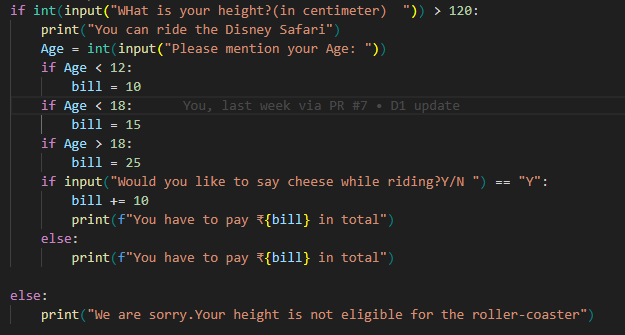 if int(input("WHat is your height?(in centimeter)  ")) > 120:
    print("You can ride the Disney Safari")
    Age = int(input("Please mention your Age: "))
    if Age < 12:
        bill = 10
    if Age < 18:      You, last week via PR #7 • D1 update
        bill = 15
    if Age > 18:
        bill = 25
    if input("Would you like to say cheese while riding?Y/N ") == "Y":
        bill += 10
        print(f"You have to pay ₹{bill} in total")
    else:
        print(f"You have to pay ₹{bill} in total")
else:
    print("We are sorry.Your height is not eligible for the roller-coaster")